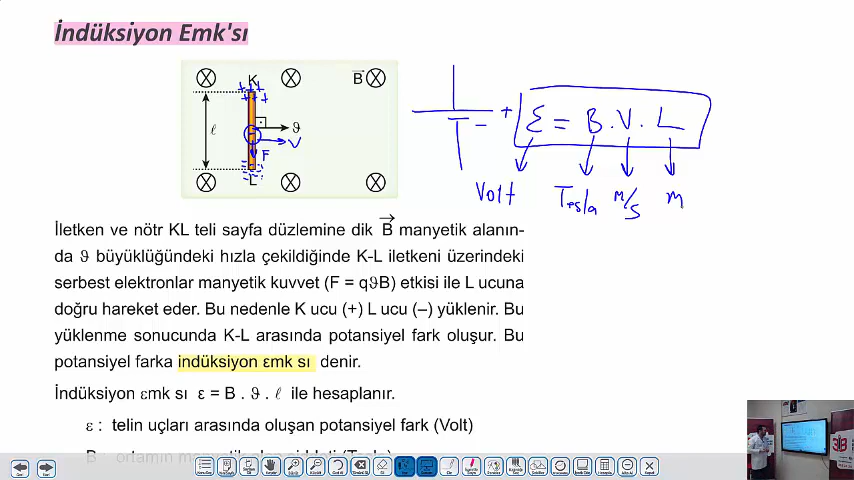 İndüksiyon Emk'sı
K
B
ℓ
ϑ
V
F
L
+
−
ε = B . V . L
Volt
Tesla
m/s
m
İletken ve nötr KL teli sayfa düzlemine dik B manyetik alanın-
da ϑ büyüklüğündeki hızla çekildiğinde K-L iletkeni üzerindeki
serbest elektronlar manyetik kuvvet (F = qϑB) etkisi ile L ucuna
doğru hareket eder. Bu nedenle K ucu (+) L ucu (–) yüklenir. Bu
yüklenme sonucunda K-L arasında potansiyel fark oluşur. Bu
potansiyel farka indüksiyon εmk sı denir.
İndüksiyon εmk sı ε = B . ϑ . ℓ ile hesaplanır.
ε : telin uçları arasında oluşan potansiyel fark (Volt)